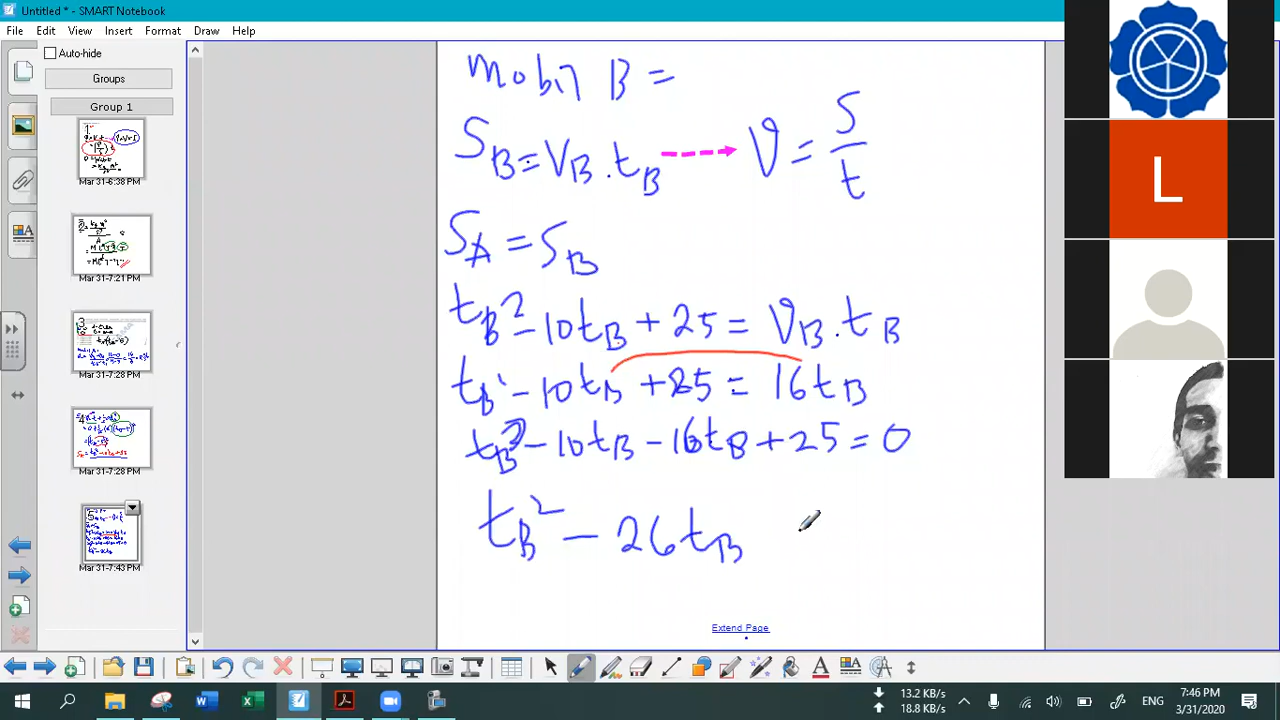 Untitled * - SMART Notebook
File Edit View Insert Format Draw Help
Auto-hide
Groups
Group 1
Mar 31-6:38 PM
Mar 31-7:21 PM
Mar 31-7:28 PM
Mar 31-7:32 PM
Mar 31-7:43 PM
mobil B =
S_B = V_B . t_B → V = S/t
S_A = S_B
t_B² - 10t_B + 25 = V_B . t_B
t_B² - 10t_B + 25 = 16t_B
t_B² - 10t_B - 16t_B + 25 = 0
t_B² - 26t_B
Extend Page
L
13.2 KB/s
18.8 KB/s
ENG
7:46 PM
3/31/2020